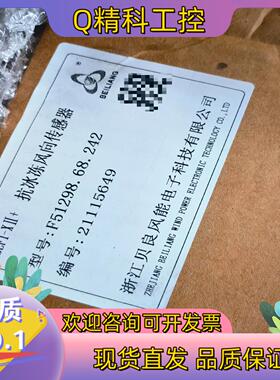 Q精科工控
BEILIANG
抗冰冻风向传感器
型号:F51298.68.242
编号:21115649
浙江贝良风能电子科技有限公司
ZHEJIANG BEILIANG WIND POWER ELECTRONIC TECHNOLOGY CO.,LTD
欢迎咨询可开发票
现货直发 品质保证